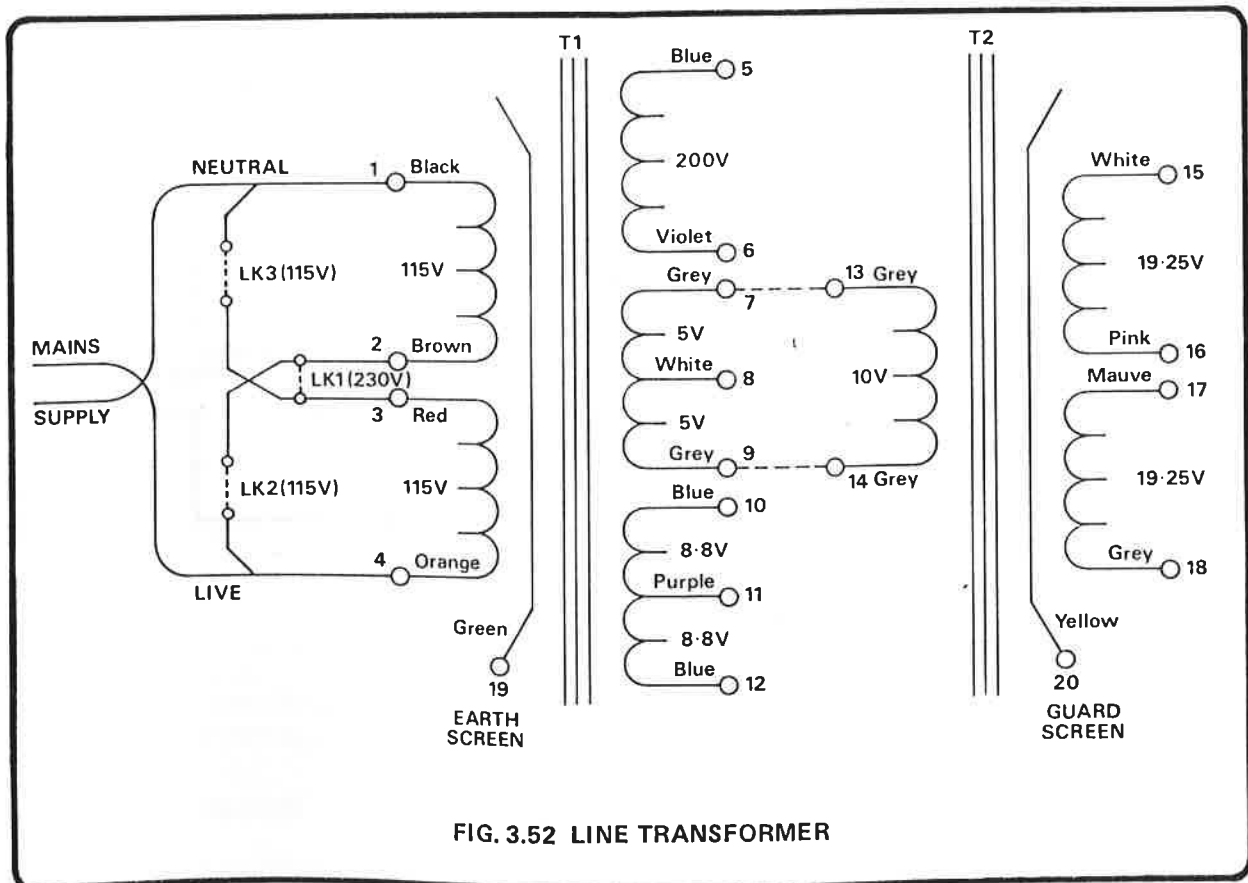 T1
T2
Blue
5
200V
Violet
6
NEUTRAL
1
Black
115V
LK3 (115V)
2
Brown
LK1 (230V)
3
Red
MAINS
SUPPLY
LK2 (115V)
115V
4
Orange
LIVE
Green
19
EARTH
SCREEN
Grey
7
5V
White
8
5V
Grey
9
Blue
10
8·8V
Purple
11
8·8V
Blue
12
13
Grey
10V
14
Grey
White
15
19·25V
Pink
16
Mauve
17
19·25V
Grey
18
Yellow
20
GUARD
SCREEN
FIG. 3.52 LINE TRANSFORMER